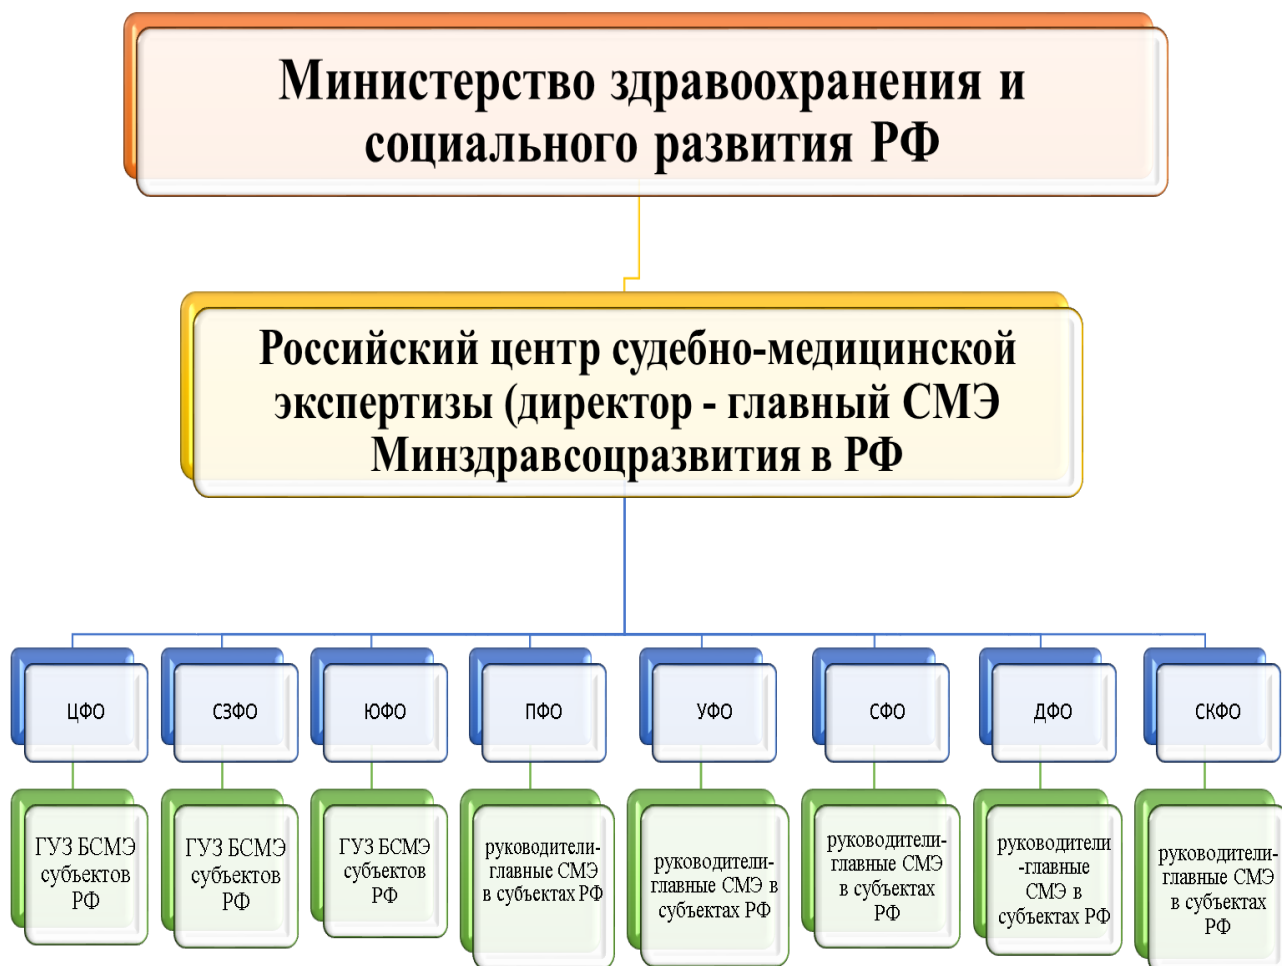 Министерство здравоохранения и
социального развития РФ
Российский центр судебно-медицинской
экспертизы (директор - главный СМЭ
Минздравсоцразвития в РФ
ЦФО
СЗФО
ЮФО
ПФО
УФО
СФО
ДФО
СКФО
ГУЗ БСМЭ
субъектов
РФ
ГУЗ БСМЭ
субъектов
РФ
ГУЗ БСМЭ
субъектов
РФ
руководители-
главные СМЭ
в субъектах РФ
руководители-
главные СМЭ в
субъектах РФ
руководители-
главные СМЭ
в субъектах
РФ
руководители
-главные
СМЭ в
субъектах РФ
руководители-
главные СМЭ
в субъектах
РФ